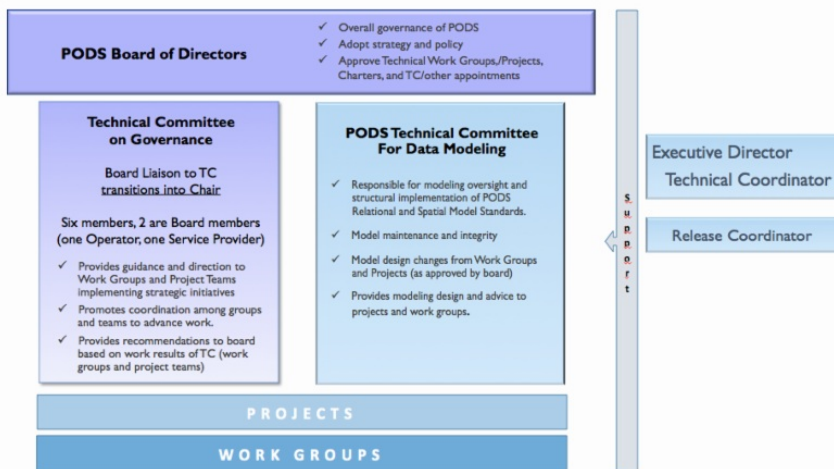 PODS Board of Directors
✓ Overall governance of PODS
✓ Adopt strategy and policy
✓ Approve Technical Work Groups,/Projects,
Charters, and TC/other appointments
Technical Committee
on Governance
Board Liaison to TC
transitions into Chair
Six members, 2 are Board members
(one Operator, one Service Provider)
✓ Provides guidance and direction to
Work Groups and Project Teams
implementing strategic initiatives
✓ Promotes coordination among groups
and teams to advance work.
✓ Provides recommendations to board
based on work results of TC (work
groups and project teams)
PODS Technical Committee
For Data Modeling
✓ Responsible for modeling oversight and
structural implementation of PODS
Relational and Spatial Model Standards.
✓ Model maintenance and integrity
✓ Model design changes from Work Groups
and Projects (as approved by board)
✓ Provides modeling design and advice to
projects and work groups.
PROJECTS
WORK GROUPS
Support
Executive Director
Technical Coordinator
Release Coordinator